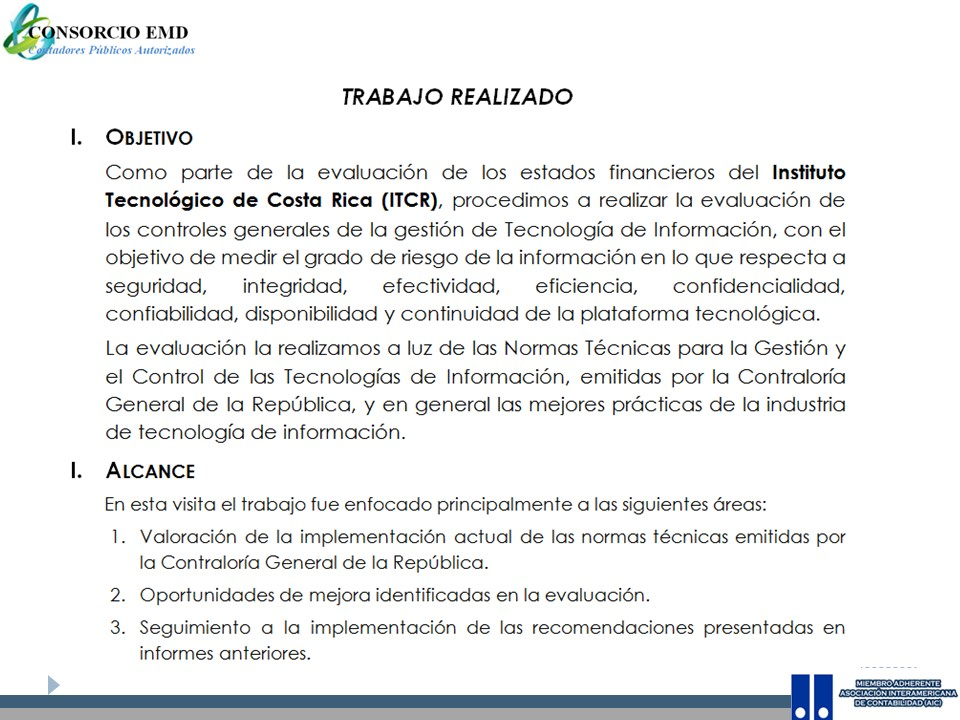 CONSORCIO EMD
Contadores Públicos Autorizados
TRABAJO REALIZADO
I. OBJETIVO
Como parte de la evaluación de los estados financieros del Instituto
Tecnológico de Costa Rica (ITCR), procedimos a realizar la evaluación de
los controles generales de la gestión de Tecnología de Información, con el
objetivo de medir el grado de riesgo de la información en lo que respecta a
seguridad, integridad, efectividad, eficiencia, confidencialidad,
confiabilidad, disponibilidad y continuidad de la plataforma tecnológica.
La evaluación la realizamos a luz de las Normas Técnicas para la Gestión y
el Control de las Tecnologías de Información, emitidas por la Contraloría
General de la República, y en general las mejores prácticas de la industria
de tecnología de información.
I. ALCANCE
En esta visita el trabajo fue enfocado principalmente a las siguientes áreas:
1. Valoración de la implementación actual de las normas técnicas emitidas por
la Contraloría General de la República.
2. Oportunidades de mejora identificadas en la evaluación.
3. Seguimiento a la implementación de las recomendaciones presentadas en
informes anteriores.
MIEMBRO ADHERENTE
ASOCIACIÓN INTERAMERICANA
DE CONTABILIDAD (AIC)